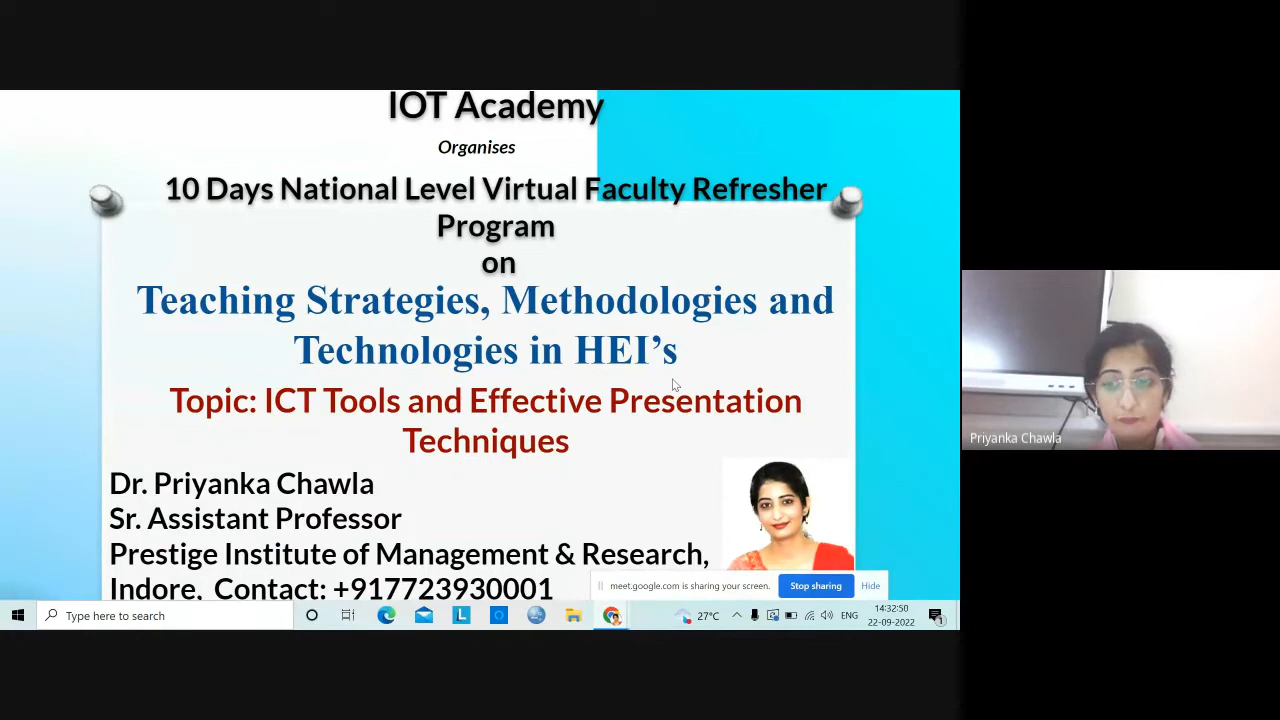 IOT Academy
Organises
10 Days National Level Virtual Faculty Refresher
Program
on
Teaching Strategies, Methodologies and
Technologies in HEI's
Topic: ICT Tools and Effective Presentation
Techniques
Dr. Priyanka Chawla
Sr. Assistant Professor
Prestige Institute of Management & Research,
Indore, Contact: +917723930001
meet.google.com is sharing your screen.
Stop sharing
Hide
Priyanka Chawla
Type here to search
L
27°C
ENG
14:32:50
22-09-2022
1